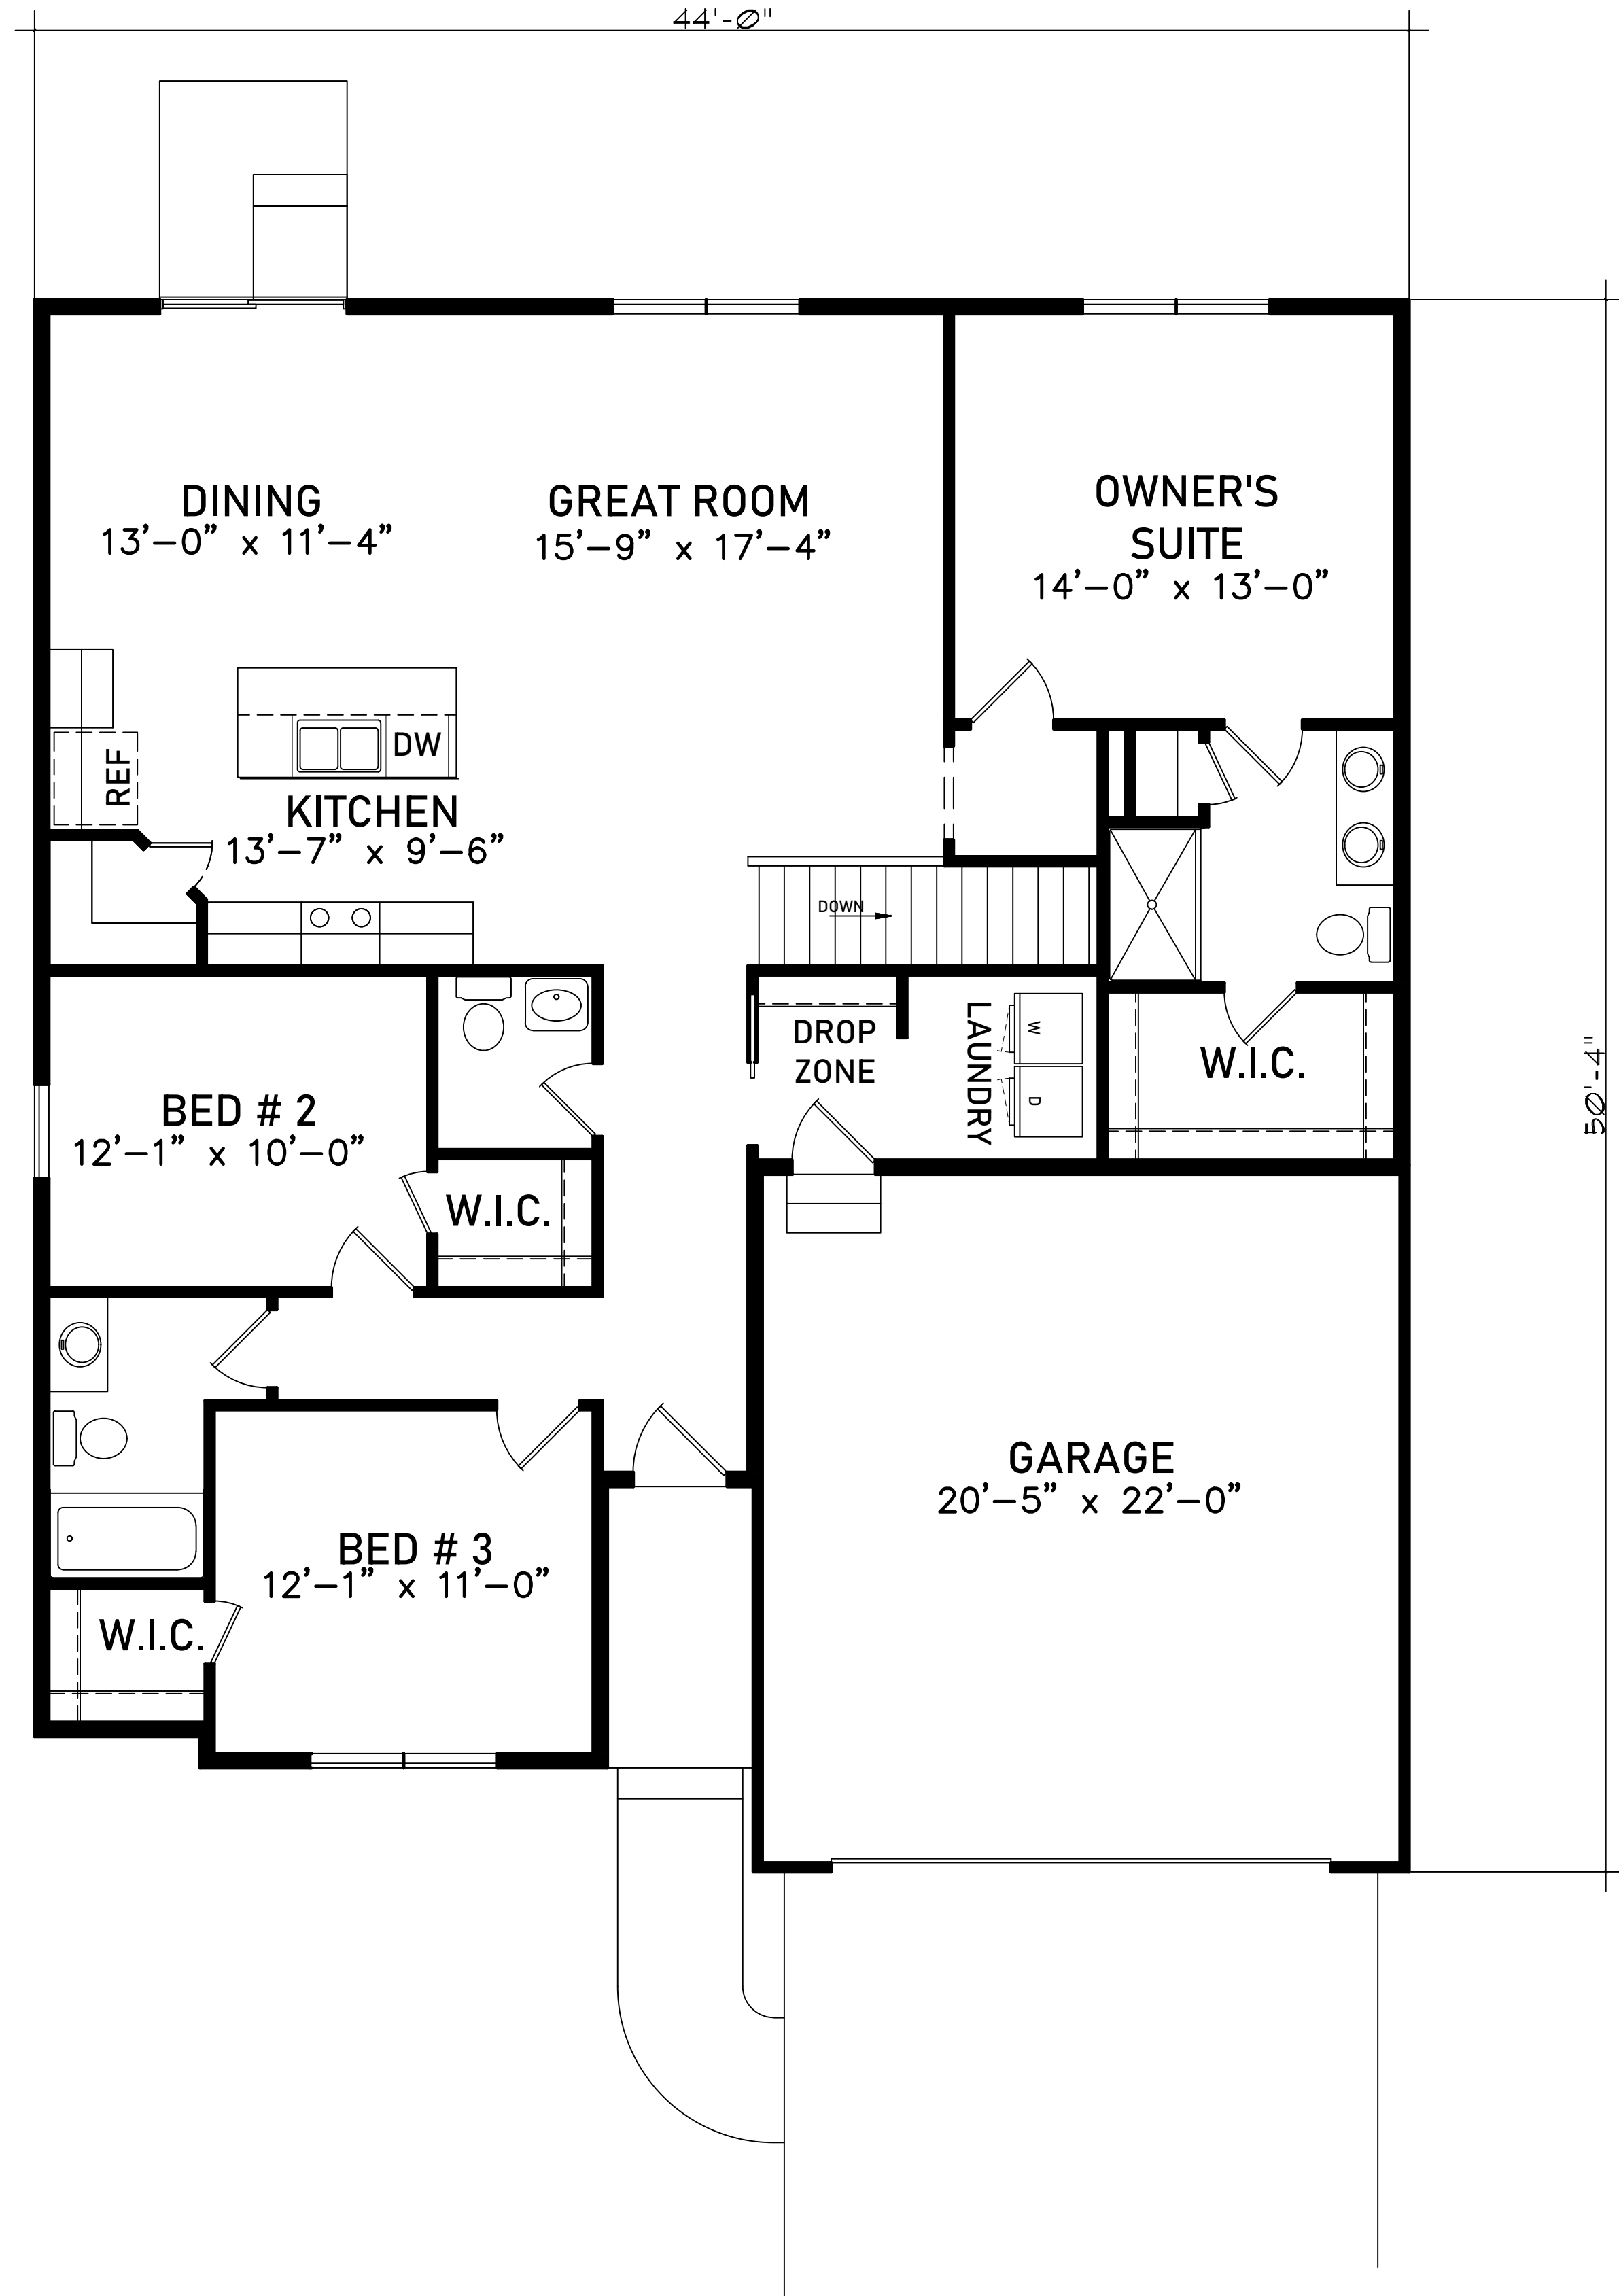 44'-0"
DINING
13'-0" x 11'-4"
GREAT ROOM
15'-9" x 17'-4"
OWNER'S
SUITE
14'-0" x 13'-0"
REF
DW
KITCHEN
13'-7" x 9'-6"
DOWN
DROP
ZONE
LAUNDRY
W
D
W.I.C.
50'-4"
BED # 2
12'-1" x 10'-0"
W.I.C.
GARAGE
20'-5" x 22'-0"
BED # 3
12'-1" x 11'-0"
W.I.C.